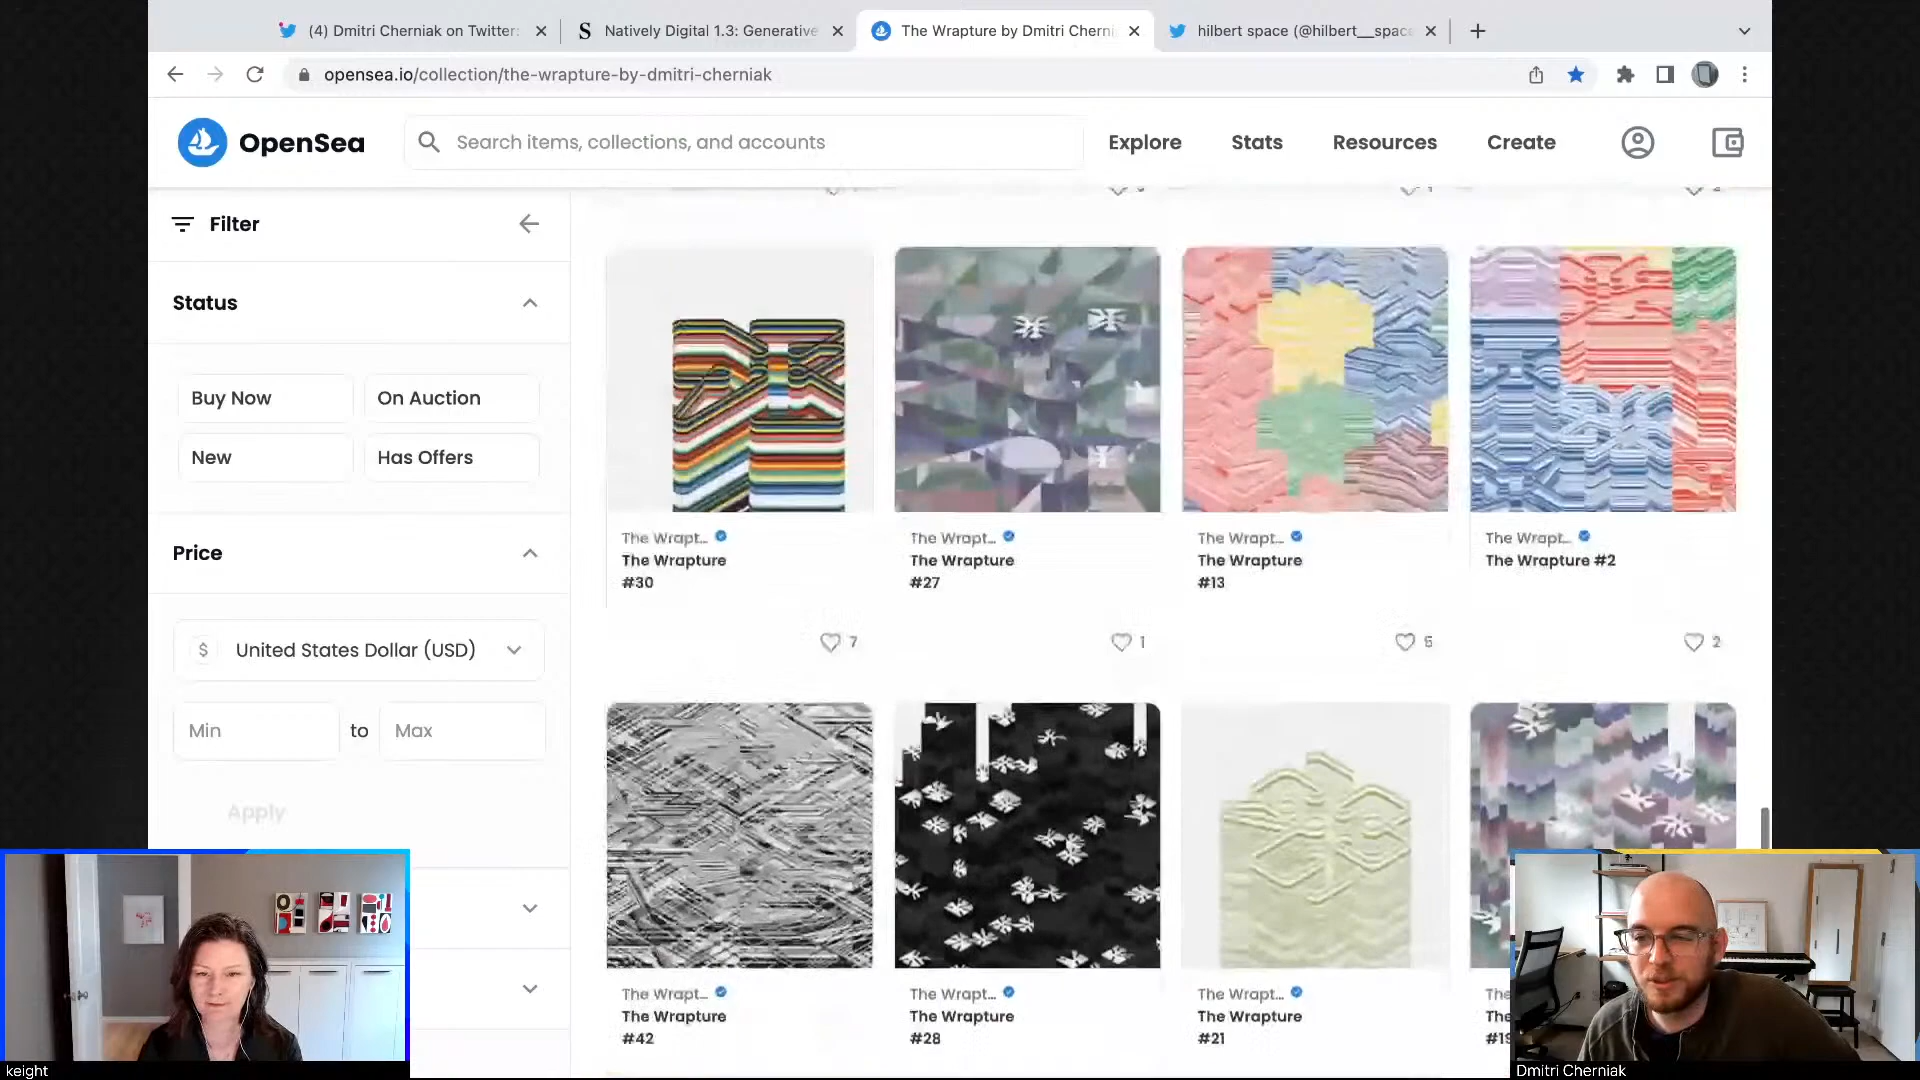 (4) Dmitri Cherniak on Twitter:
Natively Digital 1.3: Generative
The Wrapture by Dmitri Cherni
hilbert space (@hilbert__spac
opensea.io/collection/the-wrapture-by-dmitri-cherniak
OpenSea
Search items, collections, and accounts
Explore
Stats
Resources
Create
Filter
Status
Buy Now
On Auction
New
Has Offers
Price
$ United States Dollar (USD)
Min
to
Max
Apply
The Wrapt...
The Wrapture
#30
7
The Wrapt...
The Wrapture
#27
1
The Wrapt...
The Wrapture
#13
5
The Wrapt...
The Wrapture #2
2
The Wrapt...
The Wrapture
#42
The Wrapt...
The Wrapture
#28
The Wrapt...
The Wrapture
#21
The
The
#19
keight
Dmitri Cherniak